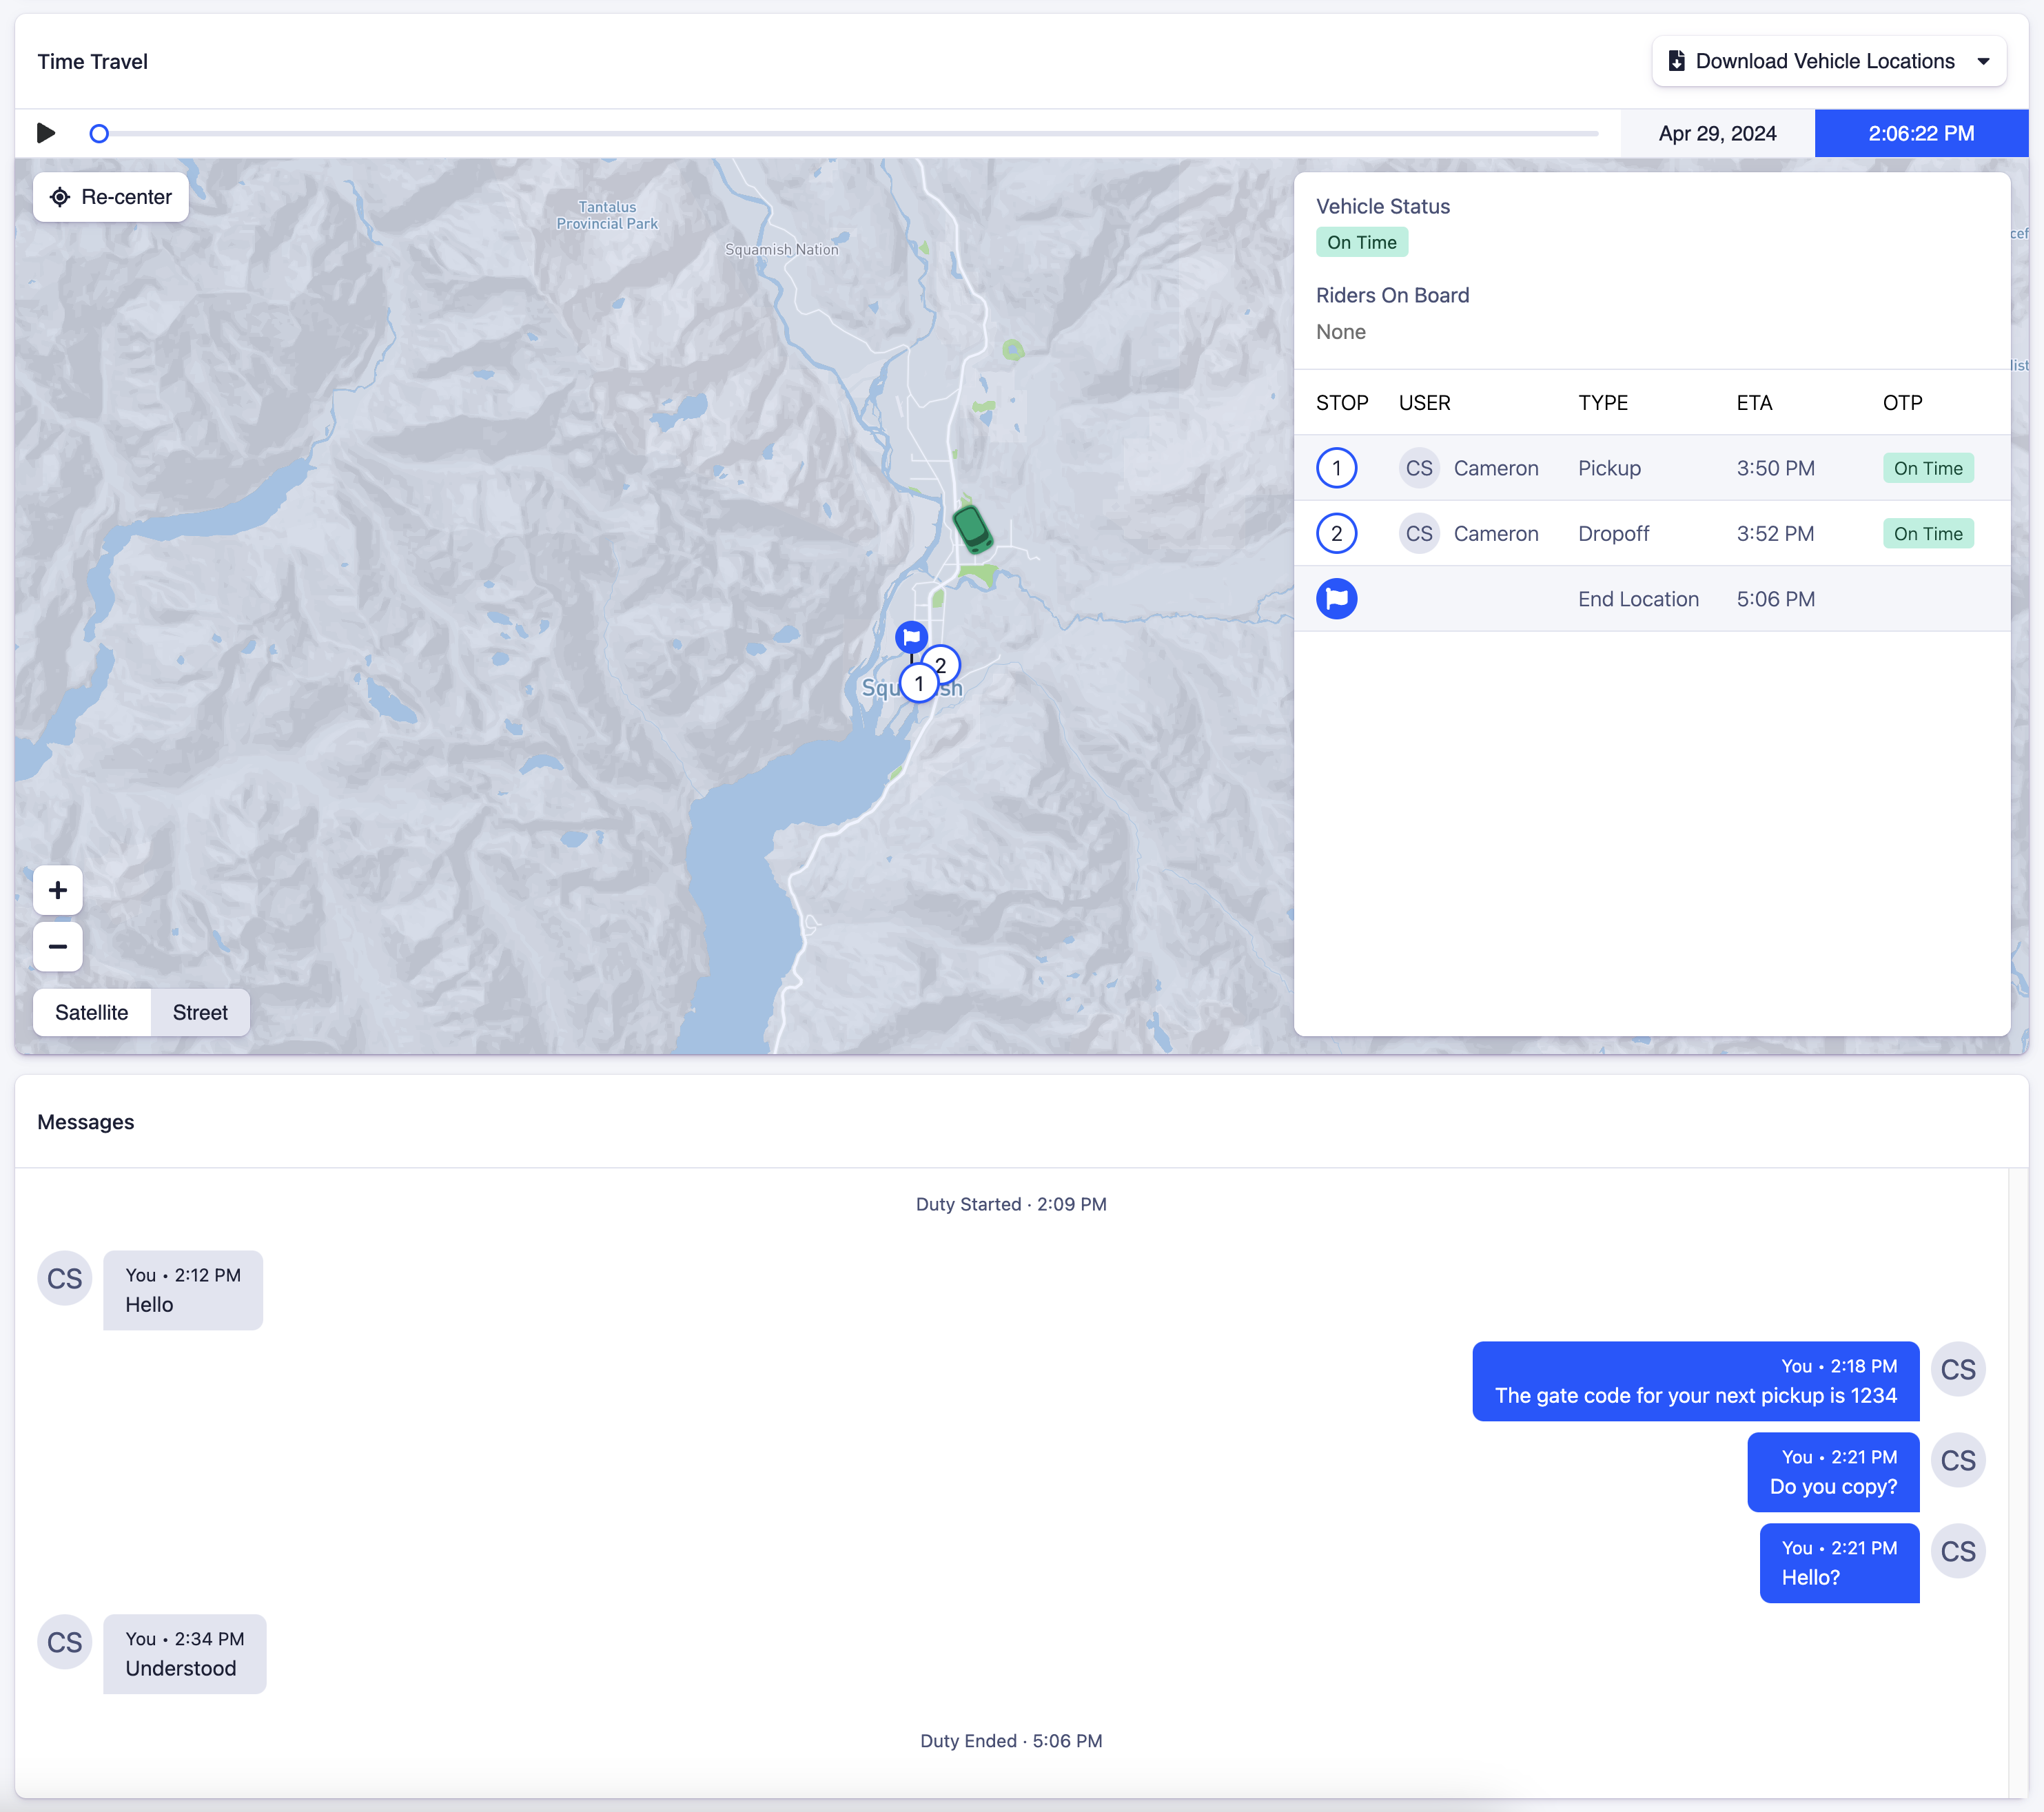 Time Travel
Download Vehicle Locations
Apr 29, 2024
2:06:22 PM
Re-center
Tantalus
Provincial Park
Squamish Nation
Vehicle Status
On Time
Riders On Board
None
STOP USER TYPE ETA OTP
1 CS Cameron Pickup 3:50 PM On Time
2 CS Cameron Dropoff 3:52 PM On Time
End Location 5:06 PM
2
1
Satellite Street
Messages
Duty Started · 2:09 PM
CS
You • 2:12 PM
Hello
You • 2:18 PM
The gate code for your next pickup is 1234
CS
You • 2:21 PM
Do you copy?
CS
You • 2:21 PM
Hello?
CS
CS
You • 2:34 PM
Understood
Duty Ended · 5:06 PM